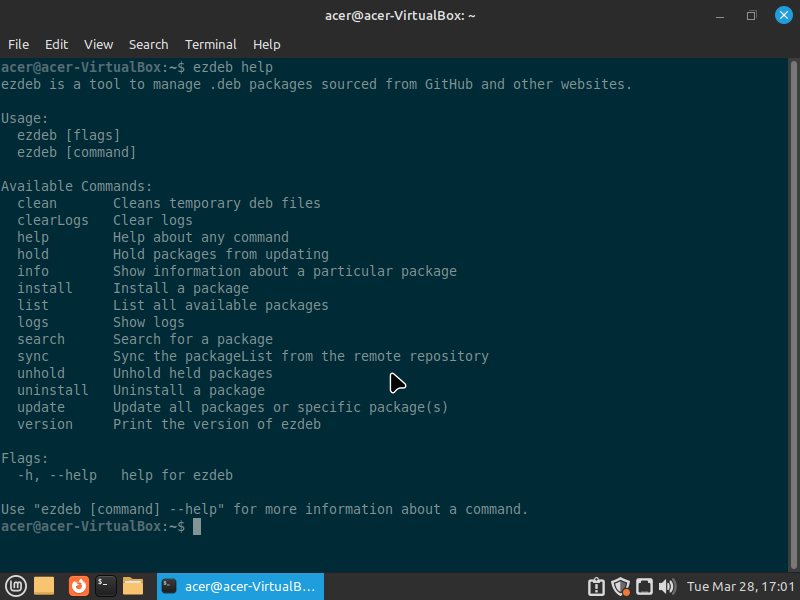 acer@acer-VirtualBox: ~
File Edit View Search Terminal Help
acer@acer-VirtualBox:~$ ezdeb help
ezdeb is a tool to manage .deb packages sourced from GitHub and other websites.
Usage:
ezdeb [flags]
ezdeb [command]
Available Commands:
clean Cleans temporary deb files
clearLogs Clear logs
help Help about any command
hold Hold packages from updating
info Show information about a particular package
install Install a package
list List all available packages
logs Show logs
search Search for a package
sync Sync the packageList from the remote repository
unhold Unhold held packages
uninstall Uninstall a package
update Update all packages or specific package(s)
version Print the version of ezdeb
Flags:
-h, --help help for ezdeb
Use "ezdeb [command] --help" for more information about a command.
acer@acer-VirtualBox:~$
acer@acer-VirtualB... Tue Mar 28, 17:01